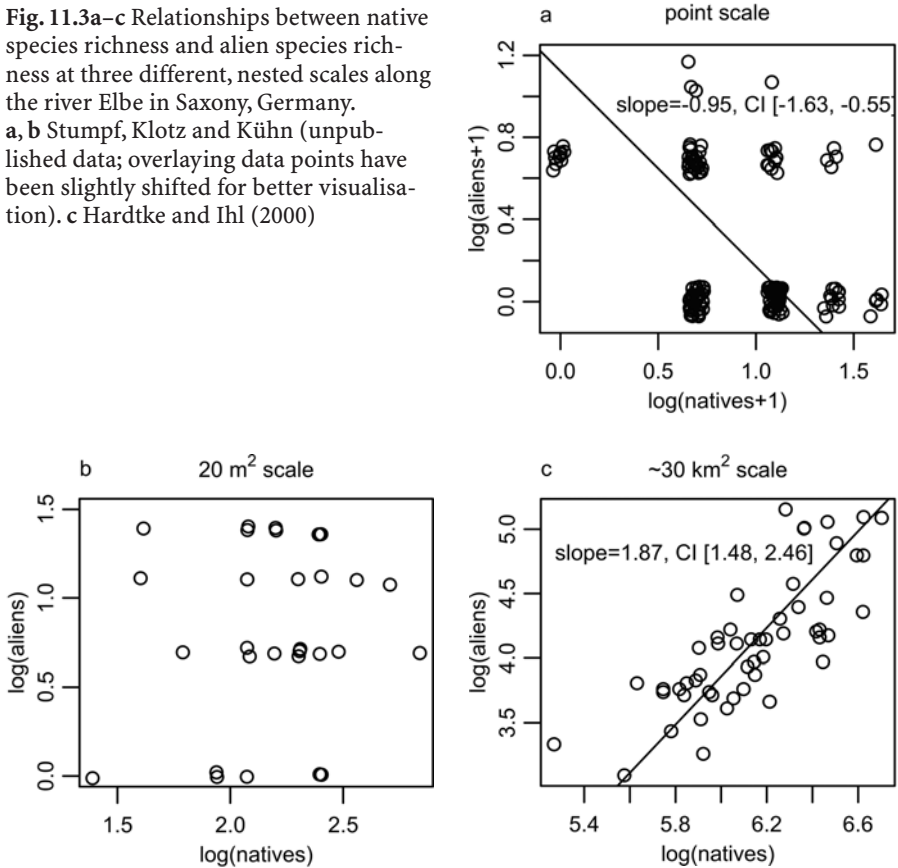 Fig. 11.3a–c Relationships between native
species richness and alien species rich-
ness at three different, nested scales along
the river Elbe in Saxony, Germany.
a, b Stumpf, Klotz and Kühn (unpub-
lished data; overlaying data points have
been slightly shifted for better visualisa-
tion). c Hardtke and Ihl (2000)
a point scale
slope=-0.95, CI [-1.63, -0.55]
log(aliens+1)
1.2
0.8
0.4
0.0
0.0 0.5 1.0 1.5
log(natives+1)
b 20 m² scale
log(aliens)
1.5
1.0
0.5
0.0
1.5 2.0 2.5
log(natives)
c ~30 km² scale
slope=1.87, CI [1.48, 2.46]
log(aliens)
5.0
4.5
4.0
3.5
5.4 5.8 6.2 6.6
log(natives)